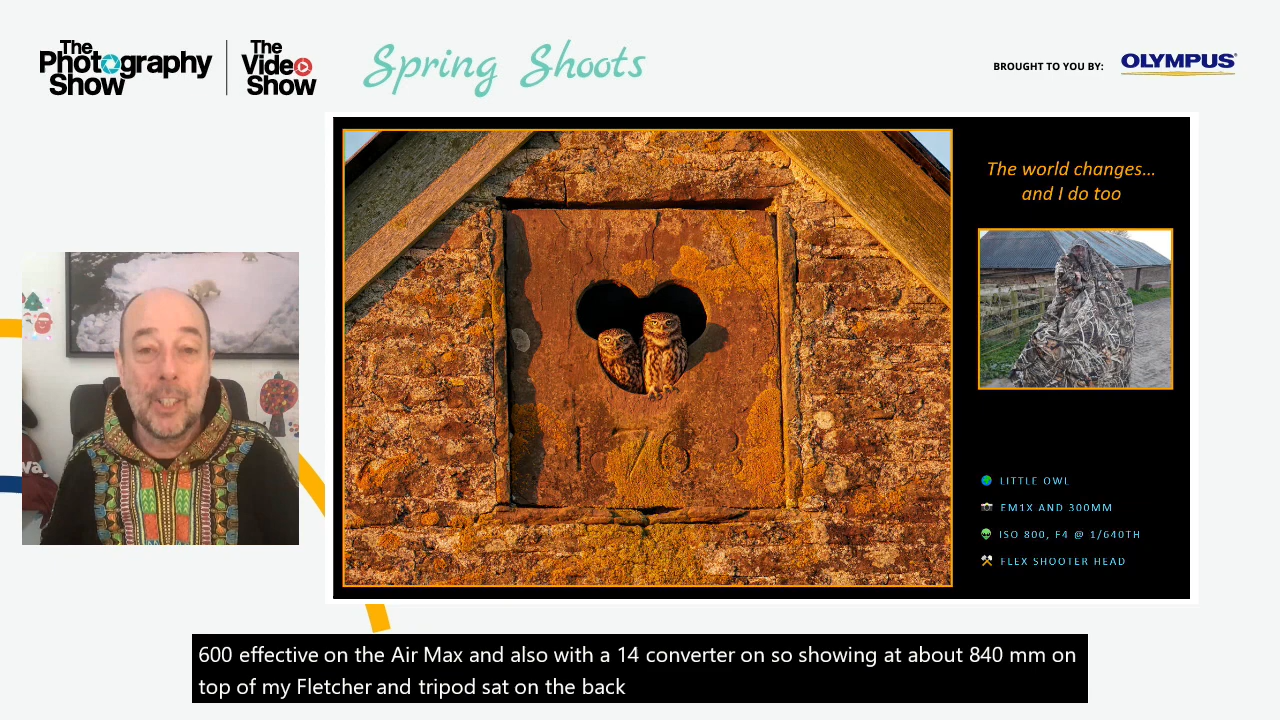 The
Photography
Show
The
Video
Show
Spring Shoots
BROUGHT TO YOU BY:
OLYMPUS
The world changes...
and I do too
176
LITTLE OWL
EM1X AND 300MM
ISO 800, F4 @ 1/640TH
FLEX SHOOTER HEAD
600 effective on the Air Max and also with a 14 converter on so showing at about 840 mm on
top of my Fletcher and tripod sat on the back